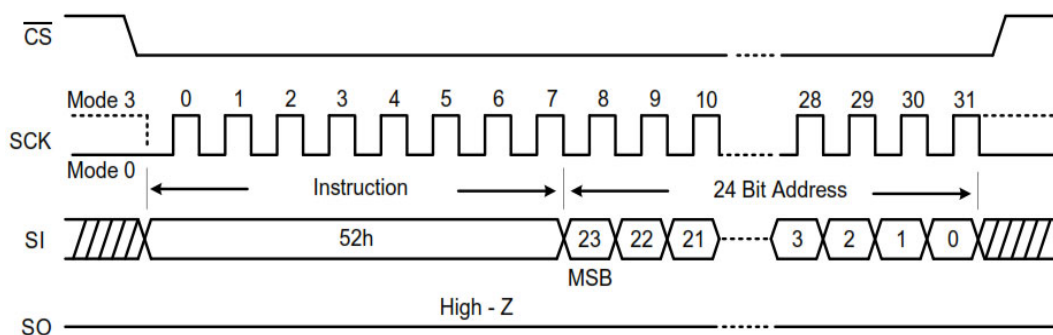 CS
Mode 3 0 1 2 3 4 5 6 7 8 9 10 28 29 30 31
SCK
Mode 0
Instruction 24 Bit Address
SI 52h 23 22 21 3 2 1 0
MSB
High - Z
SO